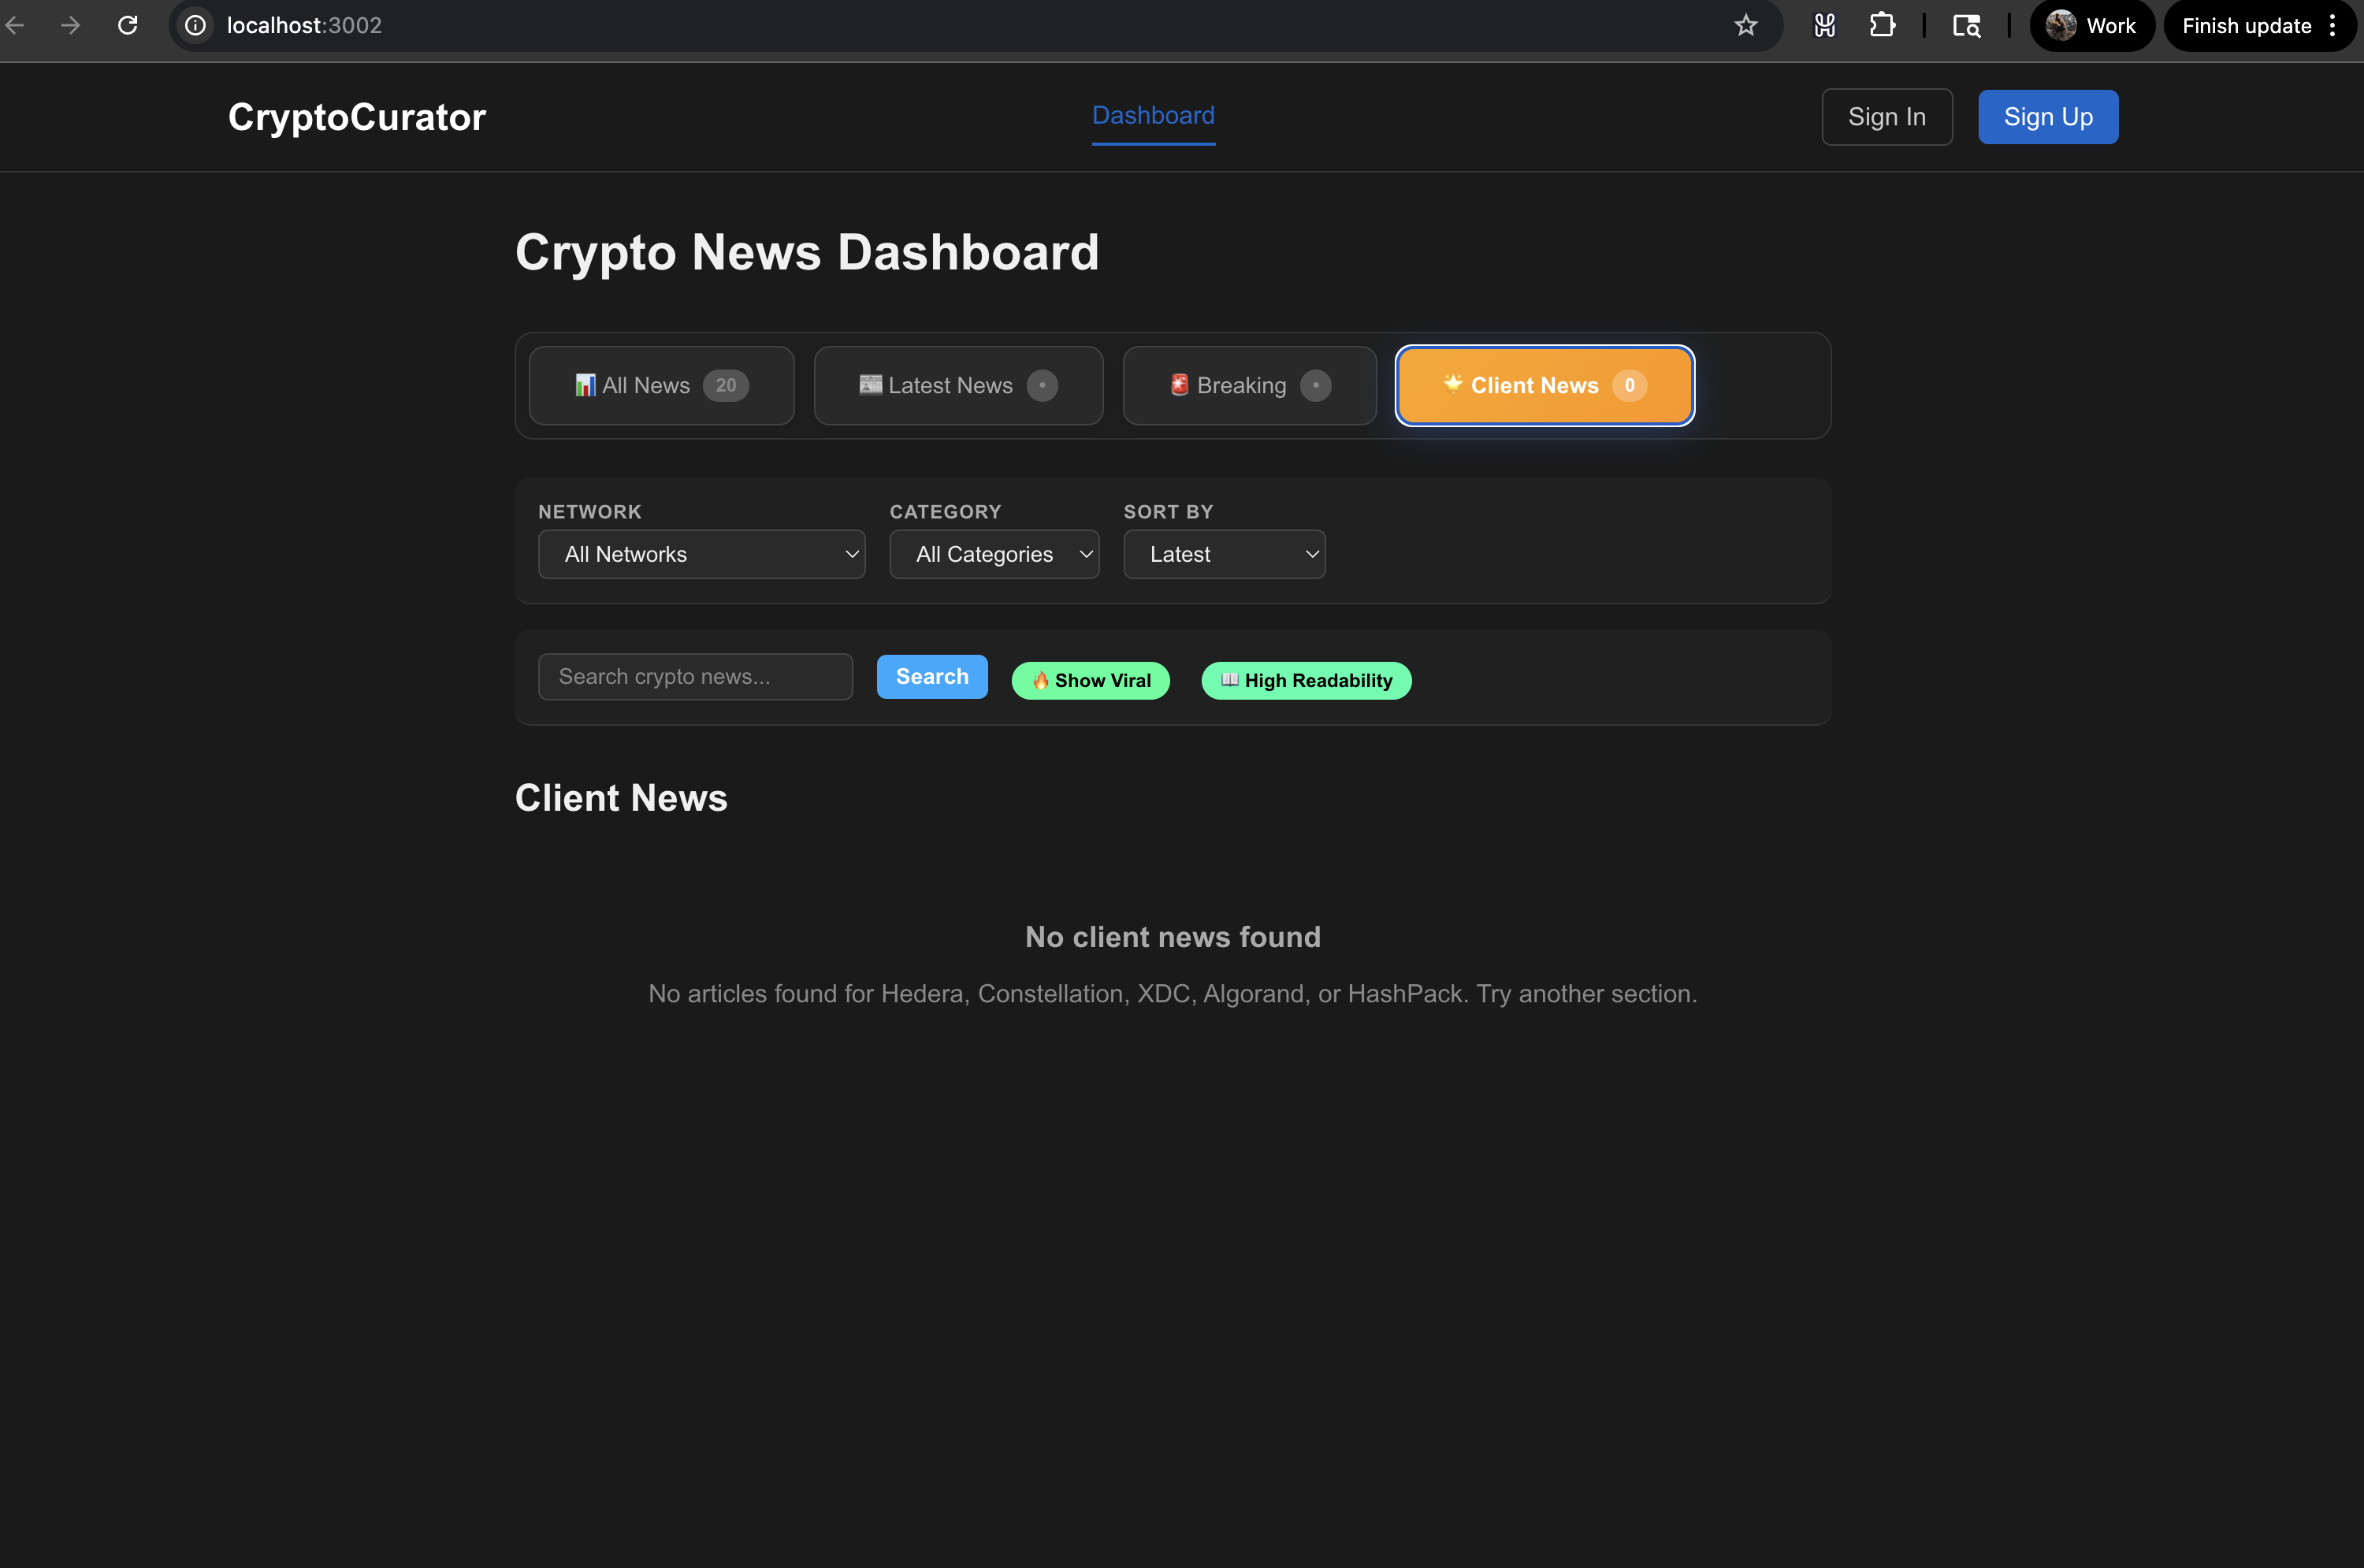 localhost:3002
Work
Finish update
CryptoCurator
Dashboard
Sign In
Sign Up
Crypto News Dashboard
📊 All News 20
📰 Latest News •
🚨 Breaking •
🌟 Client News 0
NETWORK
CATEGORY
SORT BY
All Networks
All Categories
Latest
Search crypto news...
Search
🔥 Show Viral
📖 High Readability
Client News
No client news found
No articles found for Hedera, Constellation, XDC, Algorand, or HashPack. Try another section.